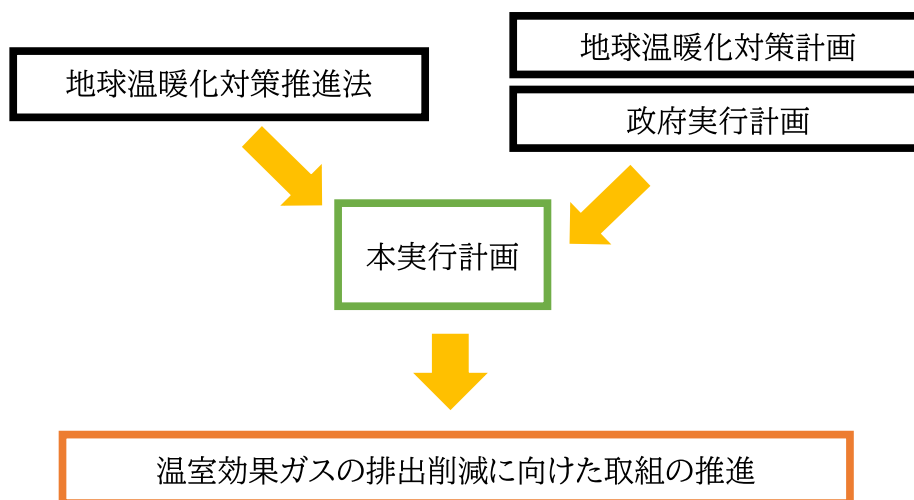 地球温暖化対策推進法
地球温暖化対策計画
政府実行計画
本実行計画
温室効果ガスの排出削減に向けた取組の推進